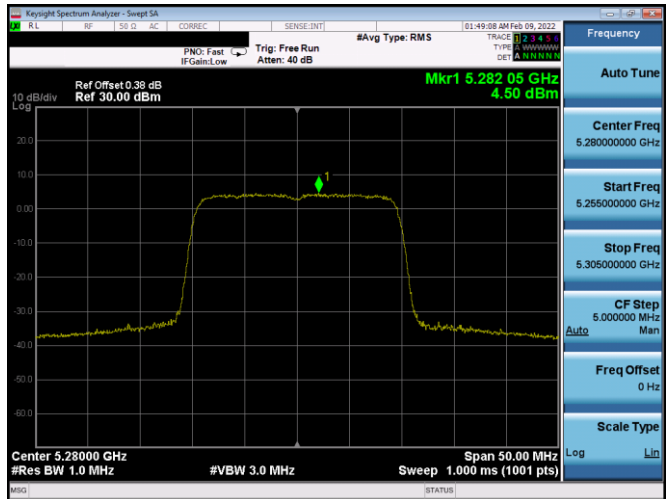 Keysight Spectrum Analyzer - Swept SA
RL RF 50 Ω AC CORREC SENSE:INT 01:49:08 AM Feb 09, 2022
#Avg Type: RMS
TRACE 1 2 3 4 5 6
PNO: Fast Trig: Free Run TYPE A WWWWW
IFGain:Low Atten: 40 dB DET A N N N N N
Frequency
Mkr1 5.282 05 GHz
4.50 dBm
Ref Offset 0.38 dB
10 dB/div Ref 30.00 dBm
Log
20.0
10.0
0.00
-10.0
-20.0
-30.0
-40.0
-50.0
-60.0
1
Center 5.28000 GHz Span 50.00 MHz
#Res BW 1.0 MHz #VBW 3.0 MHz Sweep 1.000 ms (1001 pts)
MSG STATUS
Auto Tune
Center Freq
5.280000000 GHz
Start Freq
5.255000000 GHz
Stop Freq
5.305000000 GHz
CF Step
5.000000 MHz
Auto Man
Freq Offset
0 Hz
Scale Type
Log Lin